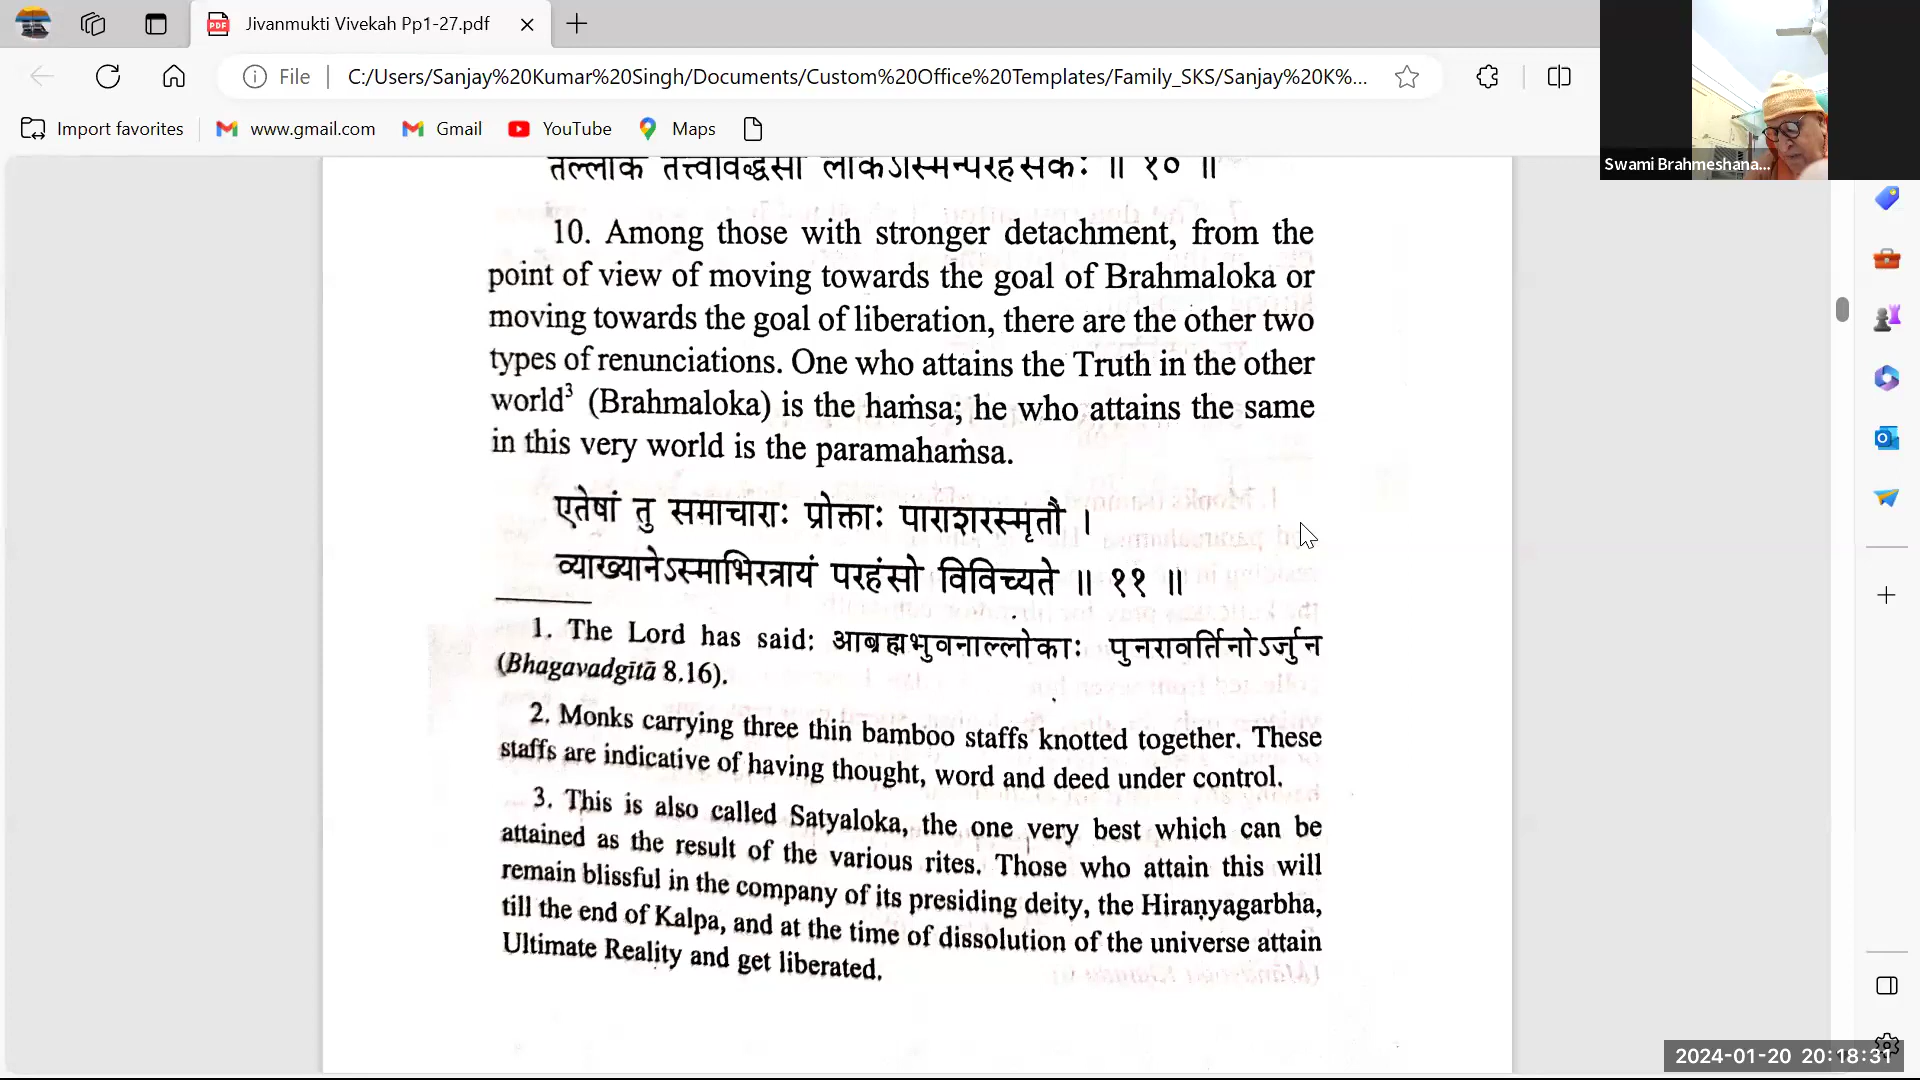 Jivanmukti Vivekah Pp1-27.pdf
File
C:/Users/Sanjay%20Kumar%20Singh/Documents/Custom%20Office%20Templates/Family_SKS/Sanjay%20K%...
Import favorites
www.gmail.com
Gmail
YouTube
Maps
Swami Brahmeshana...
॥ १० ॥
10. Among those with stronger detachment, from the
point of view of moving towards the goal of Brahmaloka or
moving towards the goal of liberation, there are the other two
types of renunciations. One who attains the Truth in the other
world³ (Brahmaloka) is the haṁsa; he who attains the same
in this very world is the paramahaṁsa.
एतेषां तु समाचाराः प्रोक्ताः पाराशरस्मृतौ ।
व्याख्यानेऽस्माभिरत्रायं परहंसो विविच्यते ॥ ११ ॥
1. The Lord has said: आब्रह्मभुवनाल्लोकाः पुनरावर्तिनोऽर्जुन
(Bhagavadgītā 8.16).
2. Monks carrying three thin bamboo staffs knotted together. These
staffs are indicative of having thought, word and deed under control.
3. This is also called Satyaloka, the one very best which can be
attained as the result of the various rites. Those who attain this will
remain blissful in the company of its presiding deity, the Hiraṇyagarbha,
till the end of Kalpa, and at the time of dissolution of the universe attain
Ultimate Reality and get liberated.
2024-01-20 20:18:31